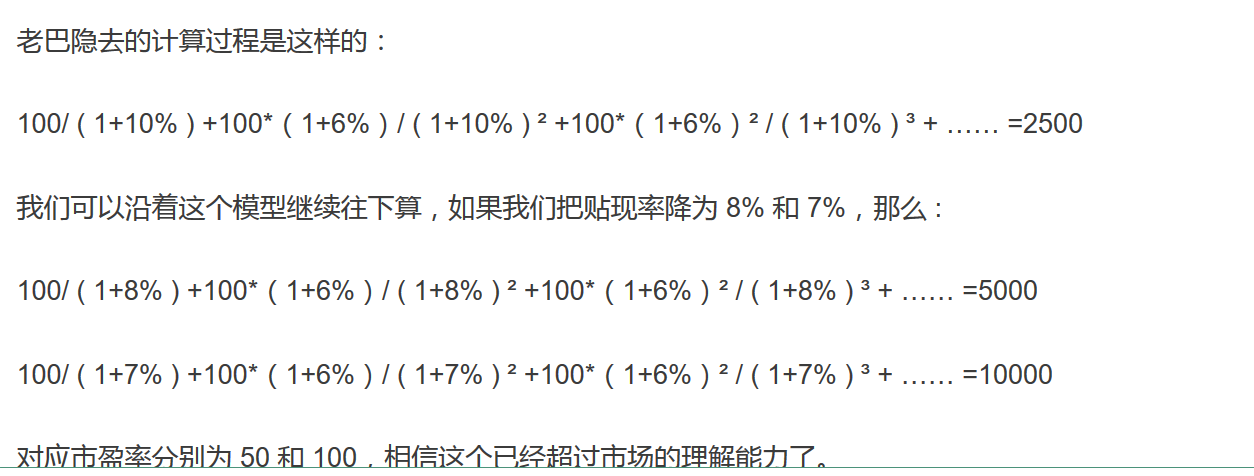 老巴隐去的计算过程是这样的：
100/（1+10%）+100*（1+6%）/（1+10%）² +100*（1+6%）² /（1+10%）³ + …… =2500
我们可以沿着这个模型继续往下算，如果我们把贴现率降为 8% 和 7%，那么：
100/（1+8%）+100*（1+6%）/（1+8%）² +100*（1+6%）² /（1+8%）³ + …… =5000
100/（1+7%）+100*（1+6%）/（1+7%）² +100*（1+6%）² /（1+7%）³ + …… =10000
对应市盈率分别为 50 和 100，相信这个已经超过市场的理解能力了。